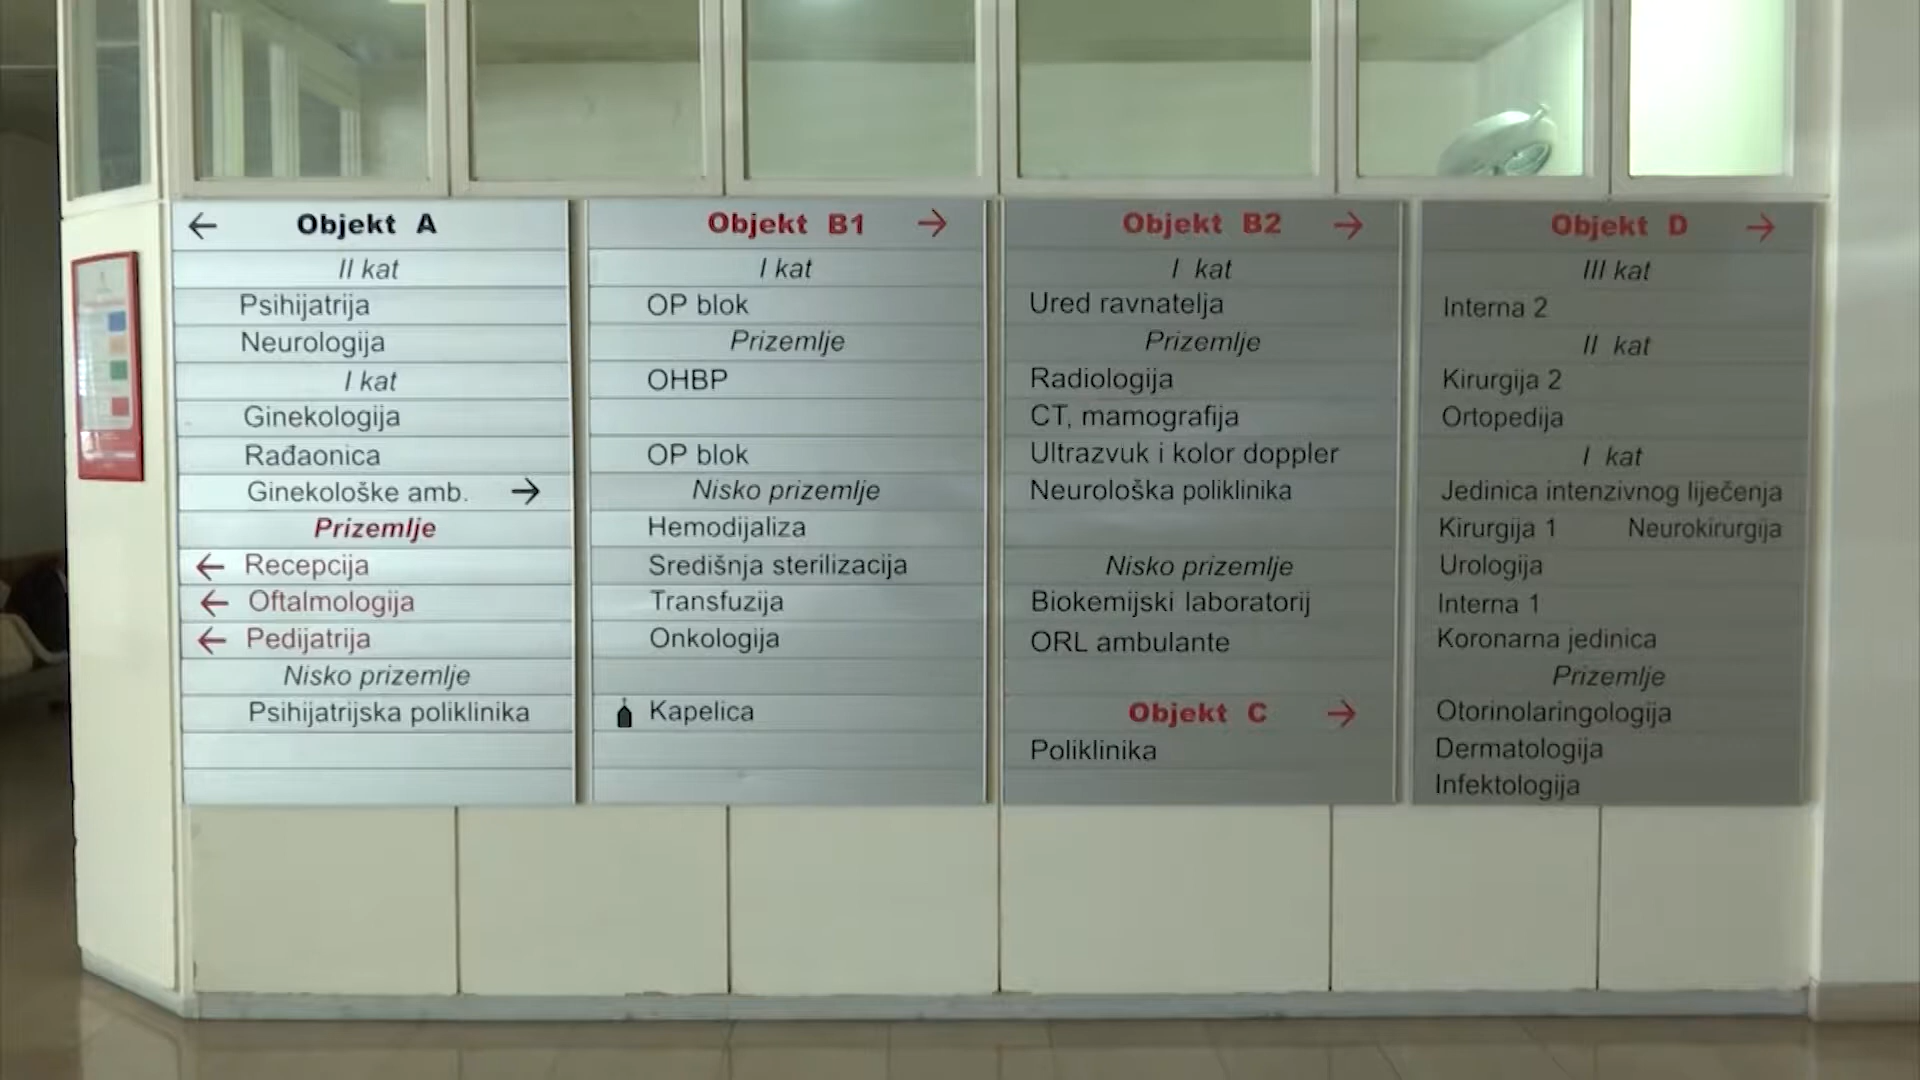 ← Objekt A
II kat
Psihijatrija
Neurologija
I kat
Ginekologija
Rađaonica
Ginekološke amb. →
Prizemlje
← Recepcija
← Oftalmologija
← Pedijatrija
Nisko prizemlje
Psihijatrijska poliklinika
Objekt B1 →
I kat
OP blok
Prizemlje
OHBP
OP blok
Nisko prizemlje
Hemodijaliza
Središnja sterilizacija
Transfuzija
Onkologija
Kapelica
Objekt B2 →
I kat
Ured ravnatelja
Prizemlje
Radiologija
CT, mamografija
Ultrazvuk i kolor doppler
Neurološka poliklinika
Nisko prizemlje
Biokemijski laboratorij
ORL ambulante
Objekt C →
Poliklinika
Objekt D →
III kat
Interna 2
II kat
Kirurgija 2
Ortopedija
I kat
Jedinica intenzivnog liječenja
Kirurgija 1 Neurokirurgija
Urologija
Interna 1
Koronarna jedinica
Prizemlje
Otorinolaringologija
Dermatologija
Infektologija